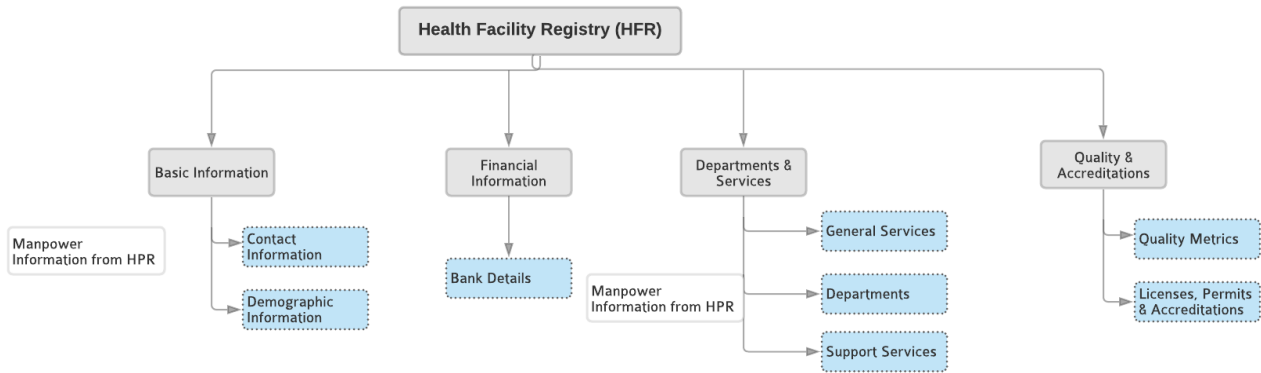 Health Facility Registry (HFR)
Basic Information
Financial
Information
Departments &
Services
Quality &
Accreditations
Manpower
Information from HPR
Contact
Information
Demographic
Information
Bank Details
Manpower
Information from HPR
General Services
Departments
Support Services
Quality Metrics
Licenses, Permits
& Accreditations